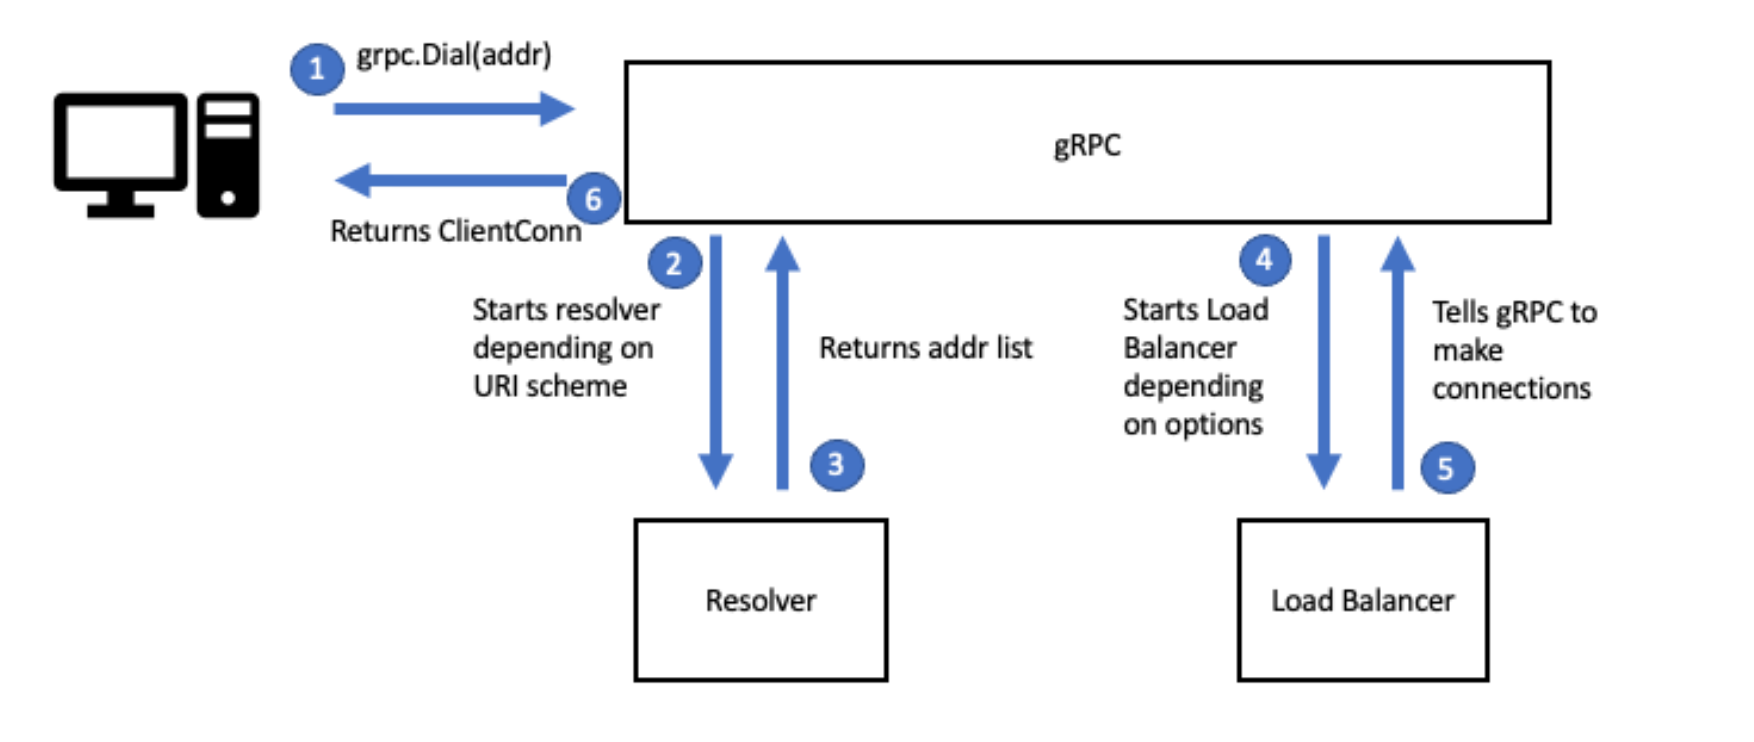 1
grpc.Dial(addr)
gRPC
6
Returns ClientConn
2
Starts resolver
depending on
URI scheme
Returns addr list
3
4
Starts Load
Balancer
depending
on options
Tells gRPC to
make
connections
5
Resolver
Load Balancer